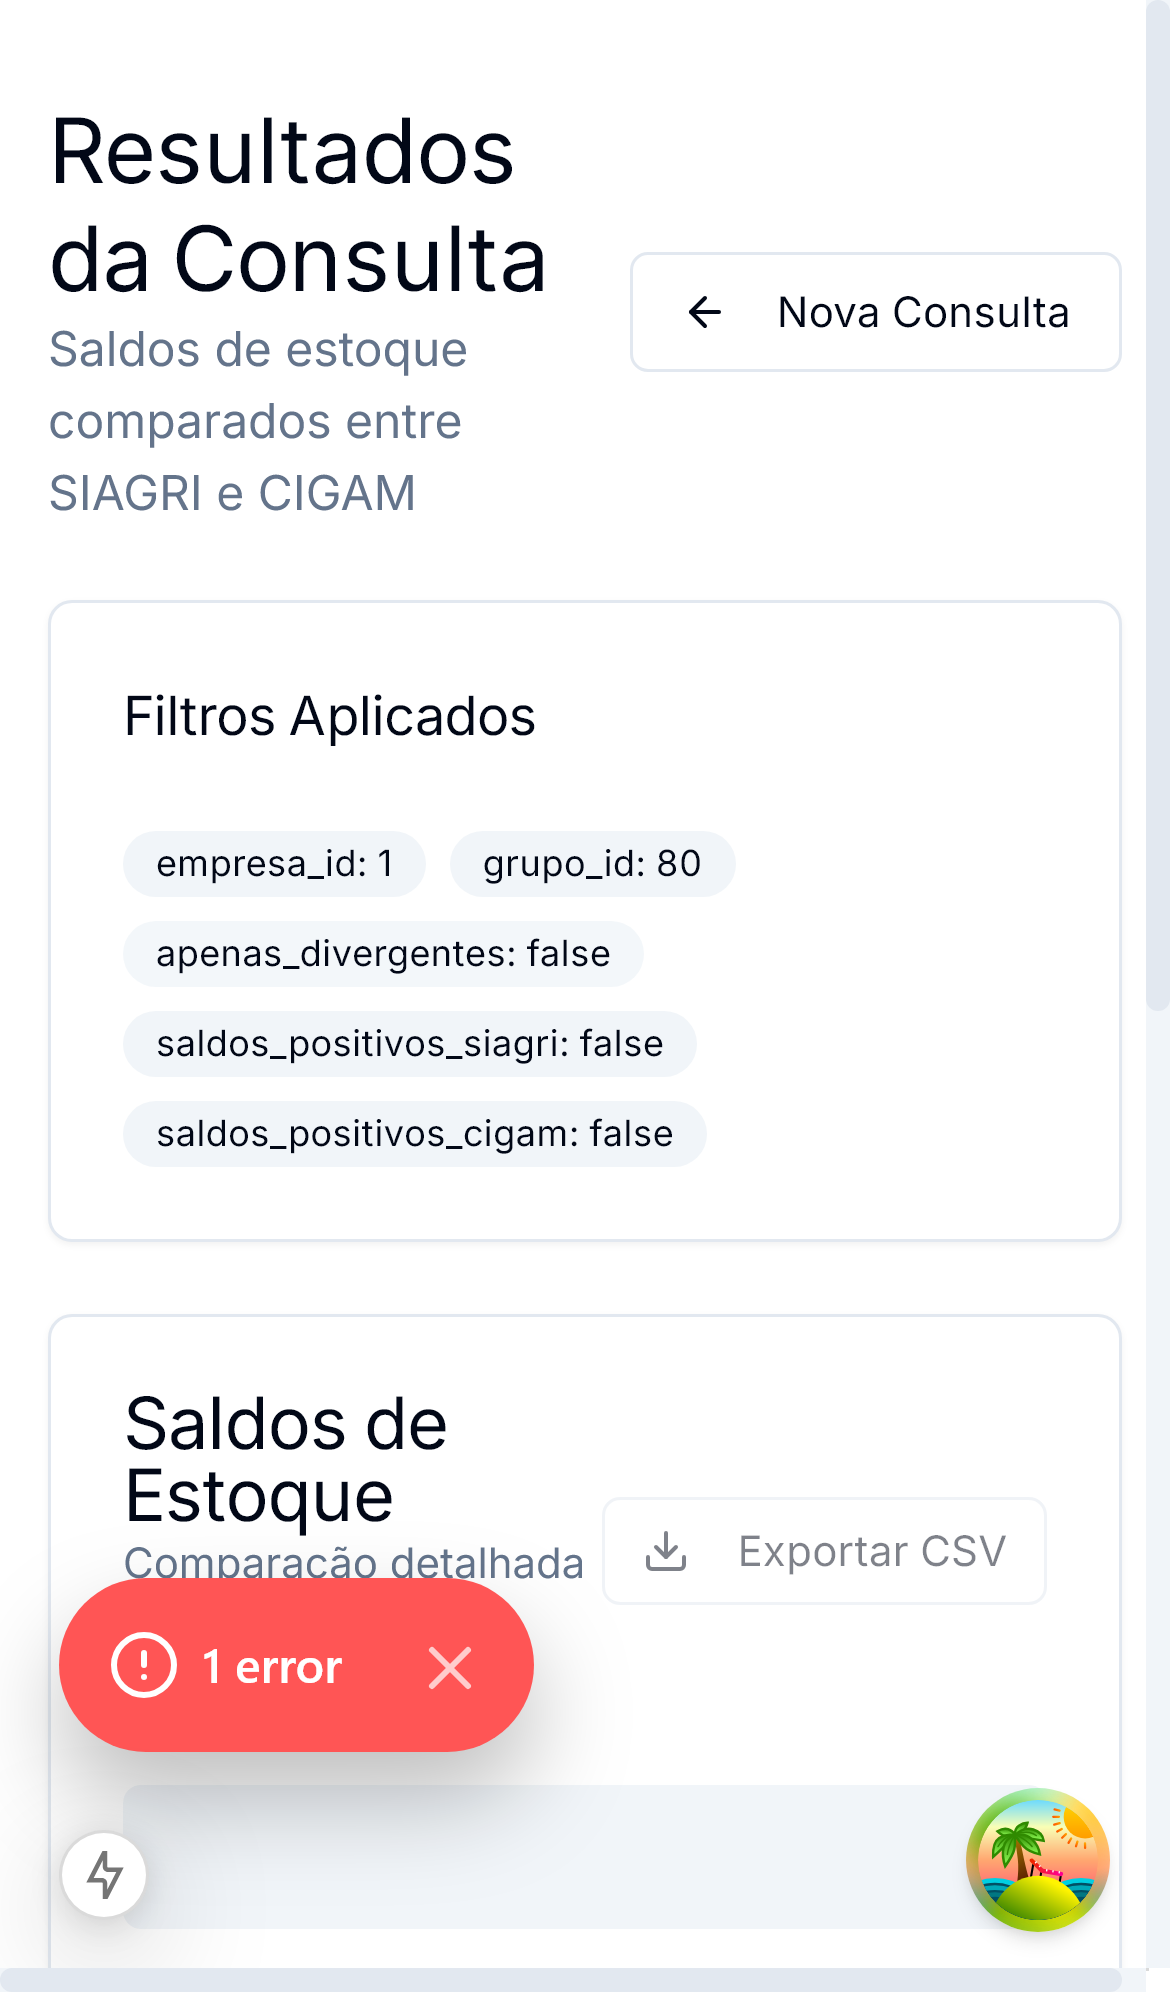 Resultados
da Consulta
Saldos de estoque
comparados entre
SIAGRI e CIGAM
Nova Consulta
Filtros Aplicados
empresa_id: 1
grupo_id: 80
apenas_divergentes: false
saldos_positivos_siagri: false
saldos_positivos_cigam: false
Saldos de
Estoque
Comparação detalhada
Exportar CSV
1 error